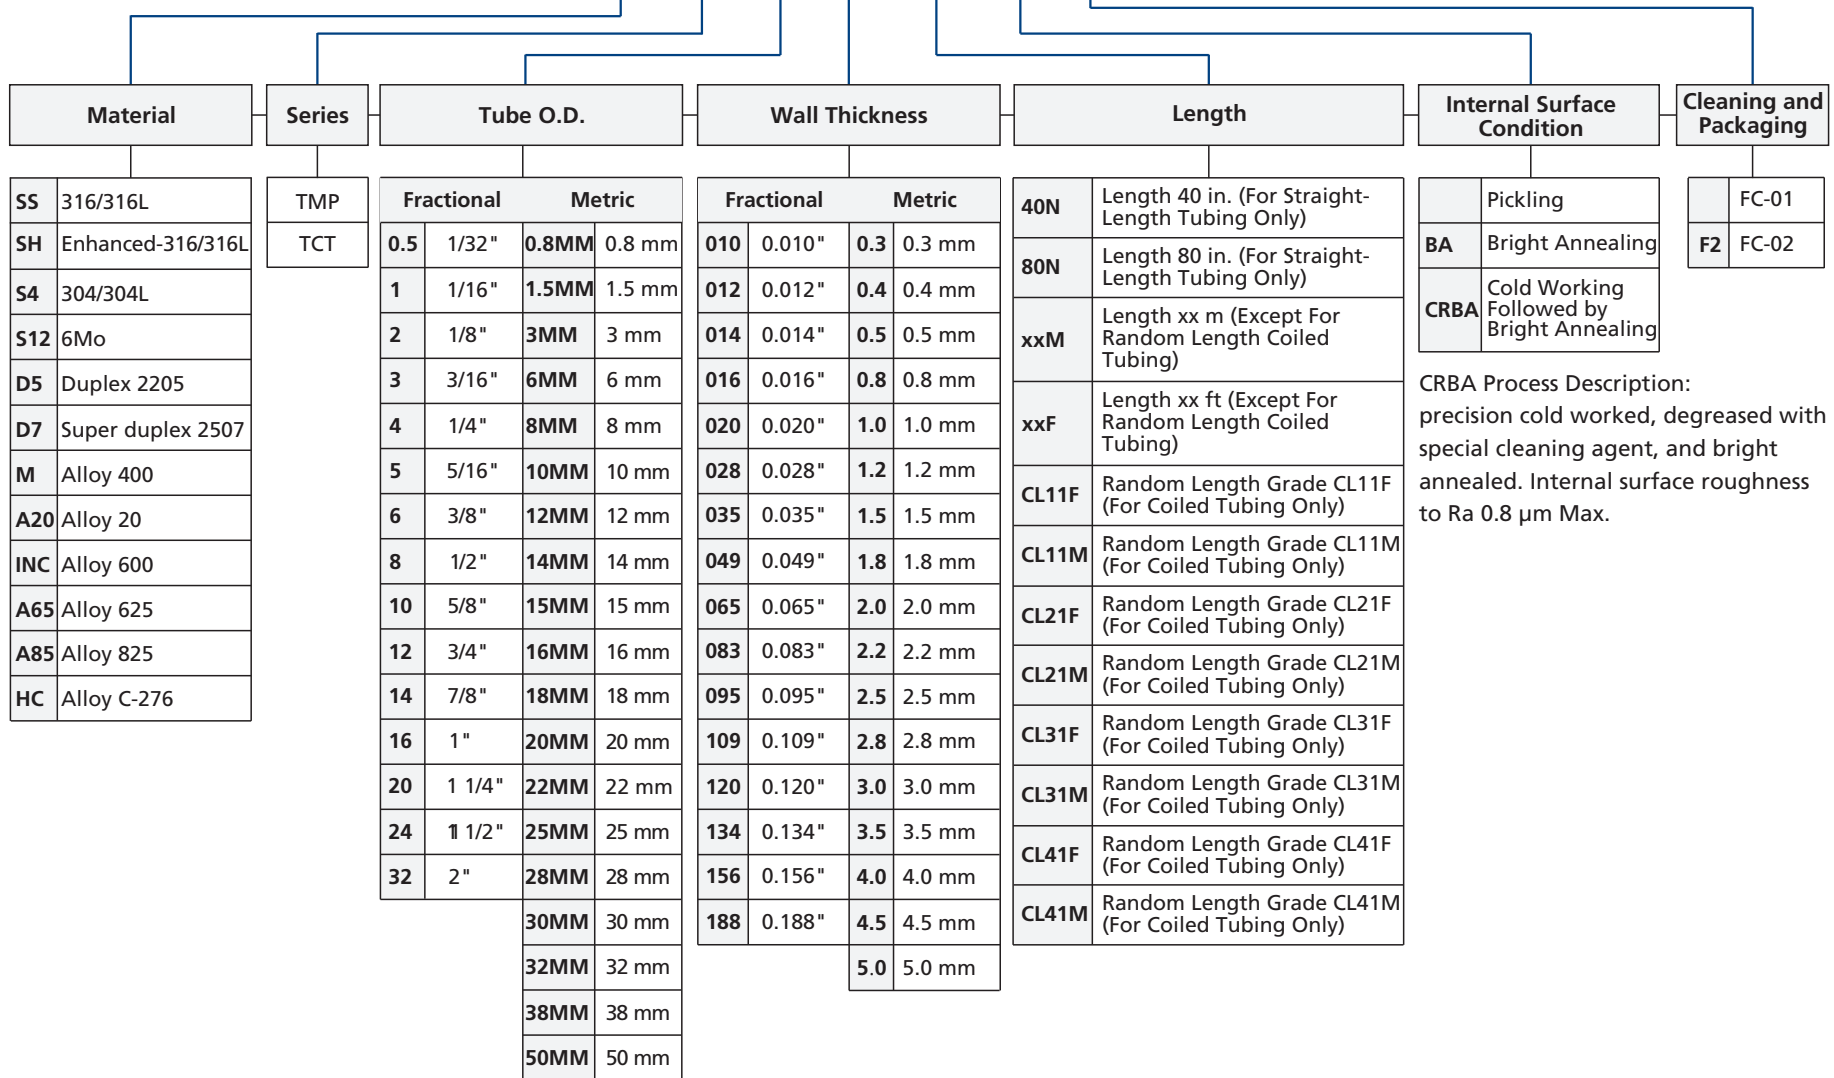 Material
Series
Tube O.D.
Wall Thickness
Length
Internal Surface
Condition
Cleaning and
Packaging
SS 316/316L
SH Enhanced-316/316L
S4 304/304L
S12 6Mo
D5 Duplex 2205
D7 Super duplex 2507
M Alloy 400
A20 Alloy 20
INC Alloy 600
A65 Alloy 625
A85 Alloy 825
HC Alloy C-276
TMP
TCT
Fractional Metric
0.5 1/32" 0.8MM 0.8 mm
1 1/16" 1.5MM 1.5 mm
2 1/8" 3MM 3 mm
3 3/16" 6MM 6 mm
4 1/4" 8MM 8 mm
5 5/16" 10MM 10 mm
6 3/8" 12MM 12 mm
8 1/2" 14MM 14 mm
10 5/8" 15MM 15 mm
12 3/4" 16MM 16 mm
14 7/8" 18MM 18 mm
16 1" 20MM 20 mm
20 1 1/4" 22MM 22 mm
24 1 1/2" 25MM 25 mm
32 2" 28MM 28 mm
30MM 30 mm
32MM 32 mm
38MM 38 mm
50MM 50 mm
Fractional Metric
010 0.010" 0.3 0.3 mm
012 0.012" 0.4 0.4 mm
014 0.014" 0.5 0.5 mm
016 0.016" 0.8 0.8 mm
020 0.020" 1.0 1.0 mm
028 0.028" 1.2 1.2 mm
035 0.035" 1.5 1.5 mm
049 0.049" 1.8 1.8 mm
065 0.065" 2.0 2.0 mm
083 0.083" 2.2 2.2 mm
095 0.095" 2.5 2.5 mm
109 0.109" 2.8 2.8 mm
120 0.120" 3.0 3.0 mm
134 0.134" 3.5 3.5 mm
156 0.156" 4.0 4.0 mm
188 0.188" 4.5 4.5 mm
5.0 5.0 mm
40N Length 40 in. (For Straight-
Length Tubing Only)
80N Length 80 in. (For Straight-
Length Tubing Only)
xxM Length xx m (Except For
Random Length Coiled
Tubing)
xxF Length xx ft (Except For
Random Length Coiled
Tubing)
CL11F Random Length Grade CL11F
(For Coiled Tubing Only)
CL11M Random Length Grade CL11M
(For Coiled Tubing Only)
CL21F Random Length Grade CL21F
(For Coiled Tubing Only)
CL21M Random Length Grade CL21M
(For Coiled Tubing Only)
CL31F Random Length Grade CL31F
(For Coiled Tubing Only)
CL31M Random Length Grade CL31M
(For Coiled Tubing Only)
CL41F Random Length Grade CL41F
(For Coiled Tubing Only)
CL41M Random Length Grade CL41M
(For Coiled Tubing Only)
Pickling
BA Bright Annealing
CRBA Cold Working
Followed by
Bright Annealing
CRBA Process Description:
precision cold worked, degreased with
special cleaning agent, and bright
annealed. Internal surface roughness
to Ra 0.8 μm Max.
FC-01
F2 FC-02